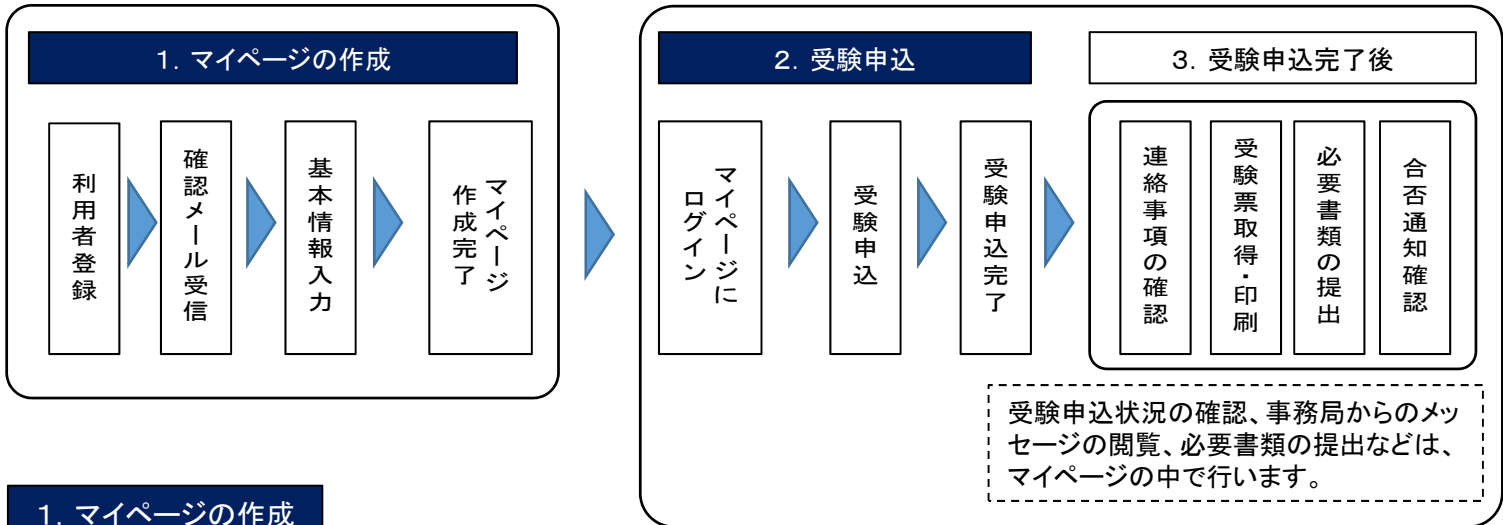 1．マイページの作成
利用者登録
確認メール受信
基本情報入力
マイページ
作成完了
2．受験申込
マイページに
ログイン
受験申込
受験申込完了
3．受験申込完了後
連絡事項の確認
受験票取得・印刷
必要書類の提出
合否通知確認
受験申込状況の確認、事務局からのメッ
セージの閲覧、必要書類の提出などは、
マイページの中で行います。
1．マイページの作成